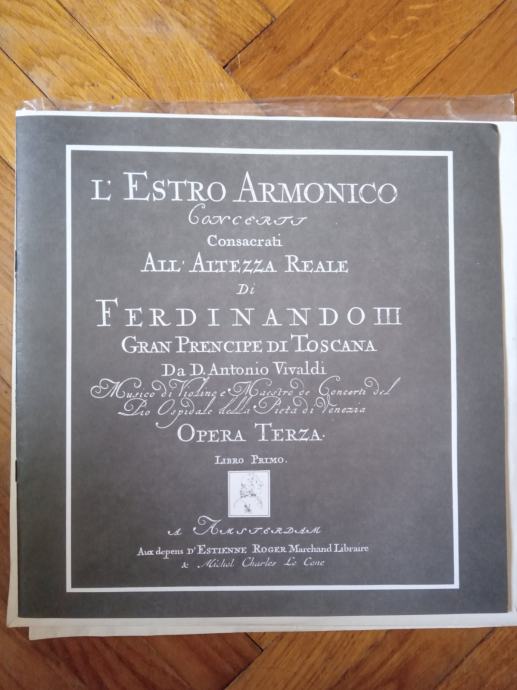 L'ESTRO ARMONICO
CONCERTI
Consacrati
ALL'ALTEZZA REALE
Di
FERDINANDO III
GRAN PRENCIPE DI TOSCANA
Da D. Antonio Vivaldi
Musico di Violino e Maestro de Concerti del
Pio Ospidale della Pieta di Venezia
OPERA TERZA.
LIBRO PRIMO.
A AMSTERDAM
Aux depens D'ESTIENNE ROGER Marchand Libraire
& Michel Charles Le Cene